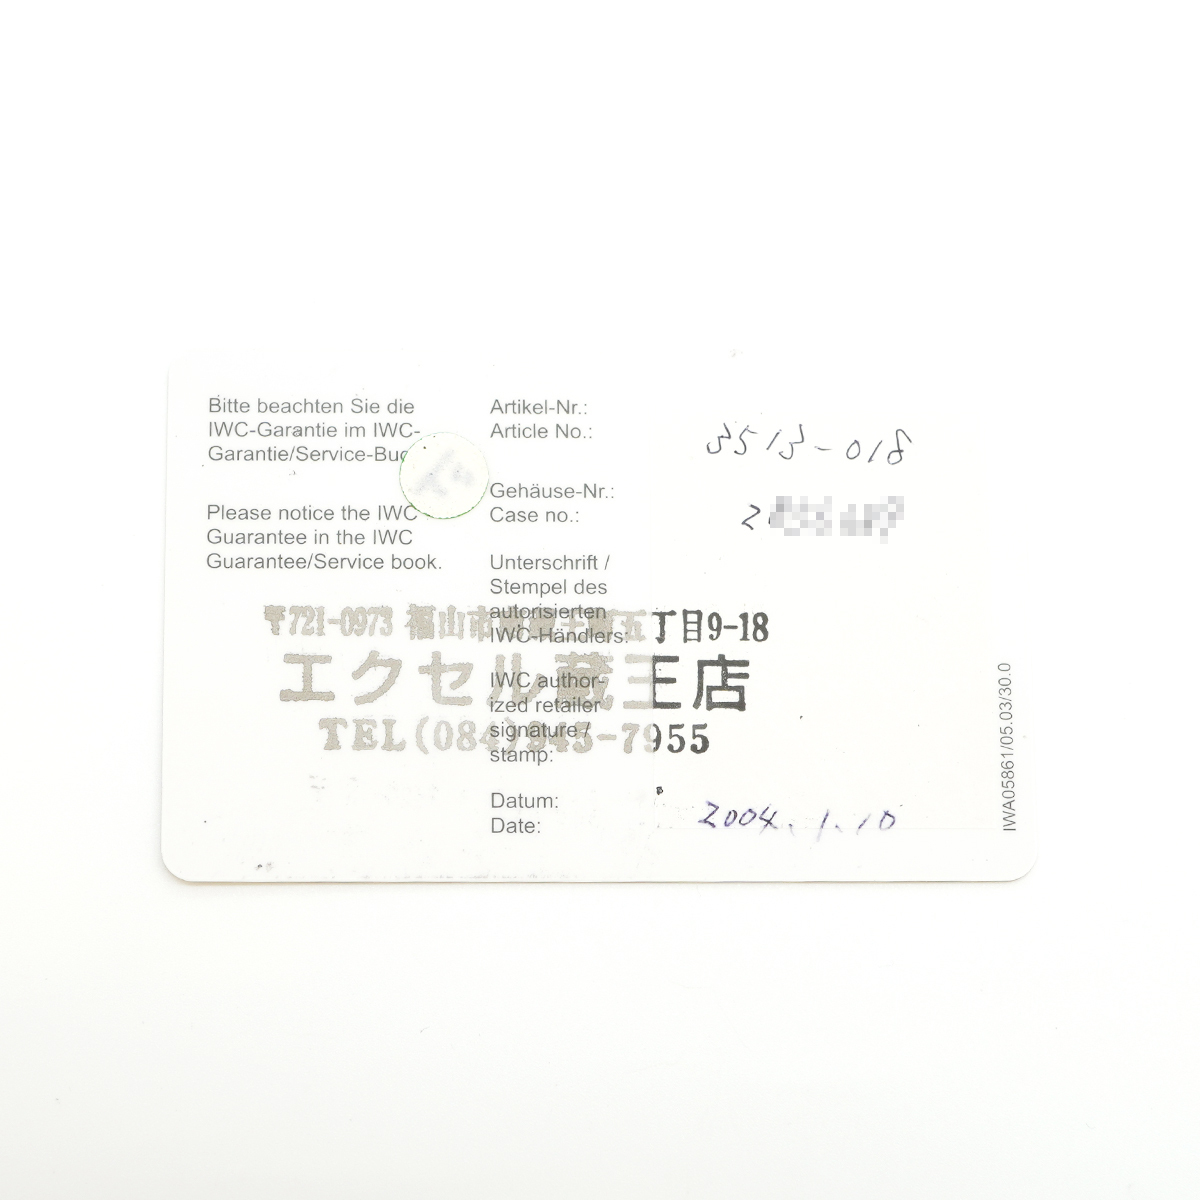 Bitte beachten Sie die
IWC-Garantie im IWC-
Garantie/Service-Buc
Please notice the IWC
Guarantee in the IWC
Guarantee/Service book.
Artikel-Nr.:
Article No.:
3513-018
Gehäuse-Nr.:
Case no.:
2
Unterschrift /
Stempel des
autorisierten
IWC-Händlers:
IWC author-
ized retailer
signature /
stamp:
〒721-0973 福山市 五丁目9-18
エクセル蔵王店
TEL(084)945-7955
Datum:
Date:
2004.1.10
IWA05861/05.03/30.0